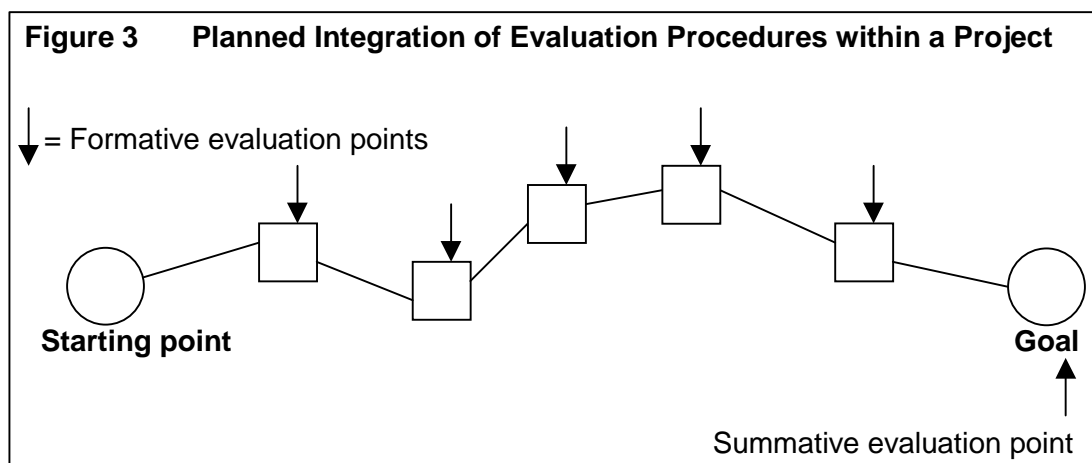 Figure 3 Planned Integration of Evaluation Procedures within a Project
= Formative evaluation points
Starting point
Goal
Summative evaluation point